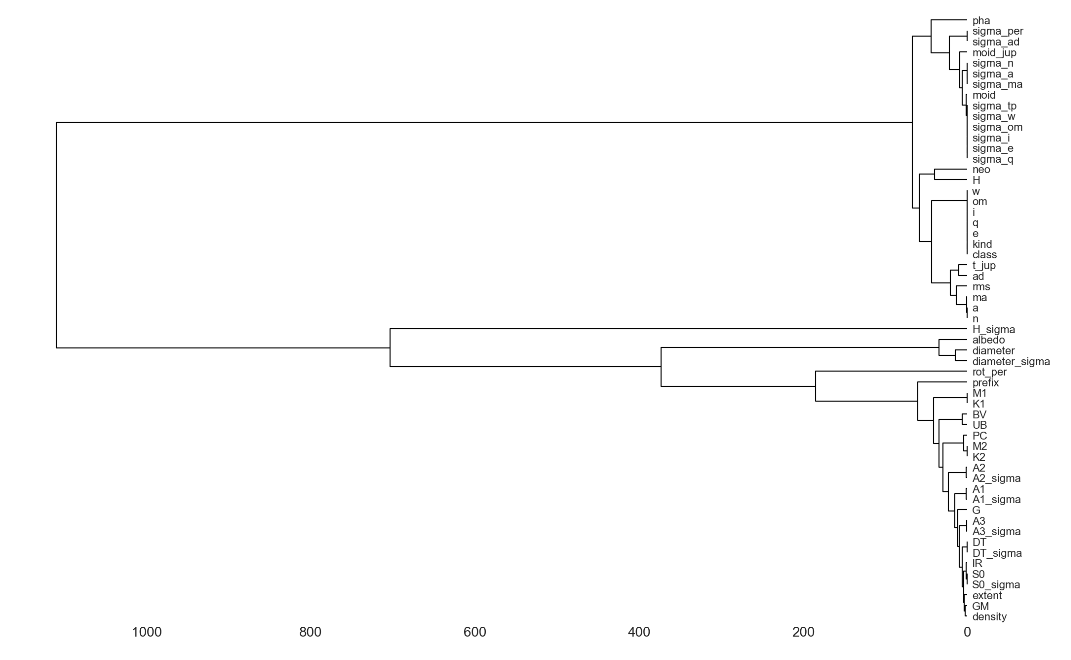 pha
sigma_per
sigma_ad
moid_jup
sigma_n
sigma_a
sigma_ma
moid
sigma_tp
sigma_w
sigma_om
sigma_i
sigma_e
sigma_q
neo
H
w
om
i
q
e
kind
class
t_jup
ad
rms
ma
a
n
H_sigma
albedo
diameter
diameter_sigma
rot_per
prefix
M1
K1
BV
UB
PC
M2
K2
A2
A2_sigma
A1
A1_sigma
G
A3
A3_sigma
DT
DT_sigma
IR
S0
S0_sigma
extent
GM
density
1000 800 600 400 200 0